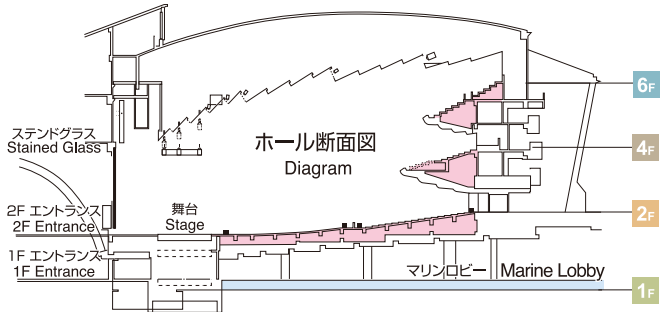 ステンドグラス
Stained Glass
ホール断面図
Diagram
2F エントランス
2F Entrance
舞台
Stage
1F エントランス
1F Entrance
マリンロビー Marine Lobby
6F
4F
2F
1F